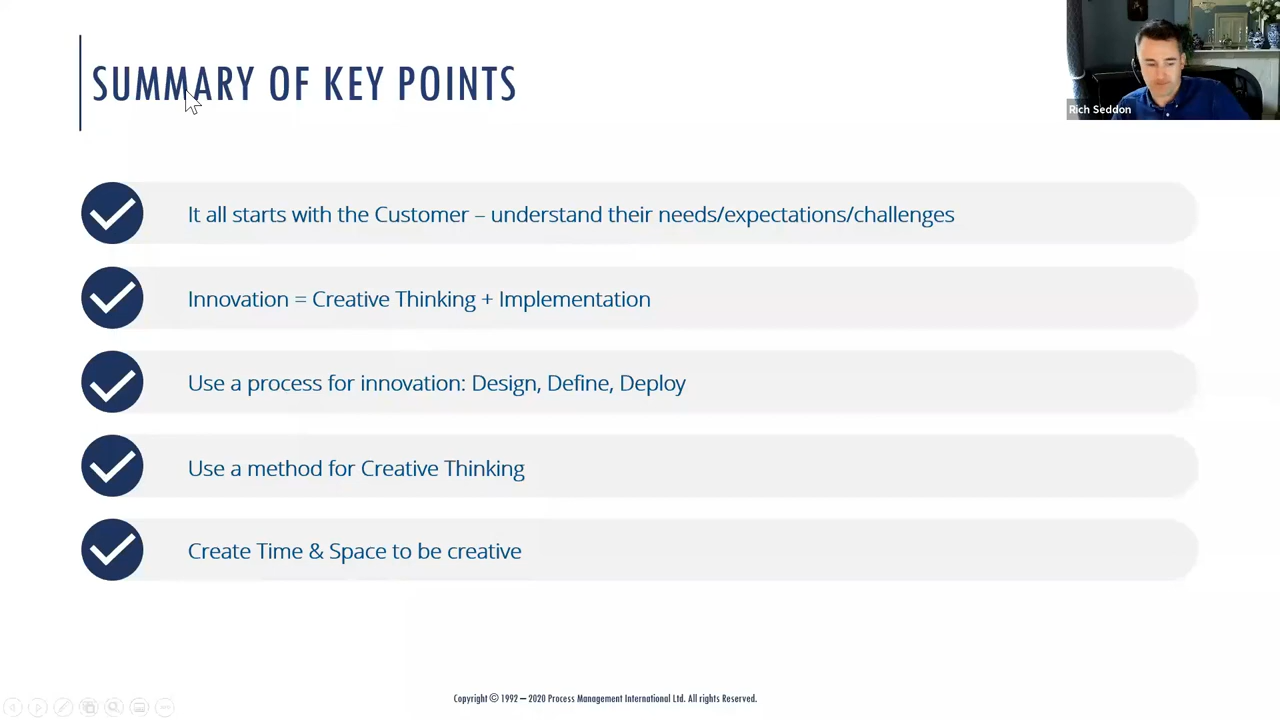 SUMMARY OF KEY POINTS
Rich Seddon
It all starts with the Customer – understand their needs/expectations/challenges
Innovation = Creative Thinking + Implementation
Use a process for innovation: Design, Define, Deploy
Use a method for Creative Thinking
Create Time & Space to be creative
Copyright © 1992 – 2020 Process Management International Ltd. All rights Reserved.